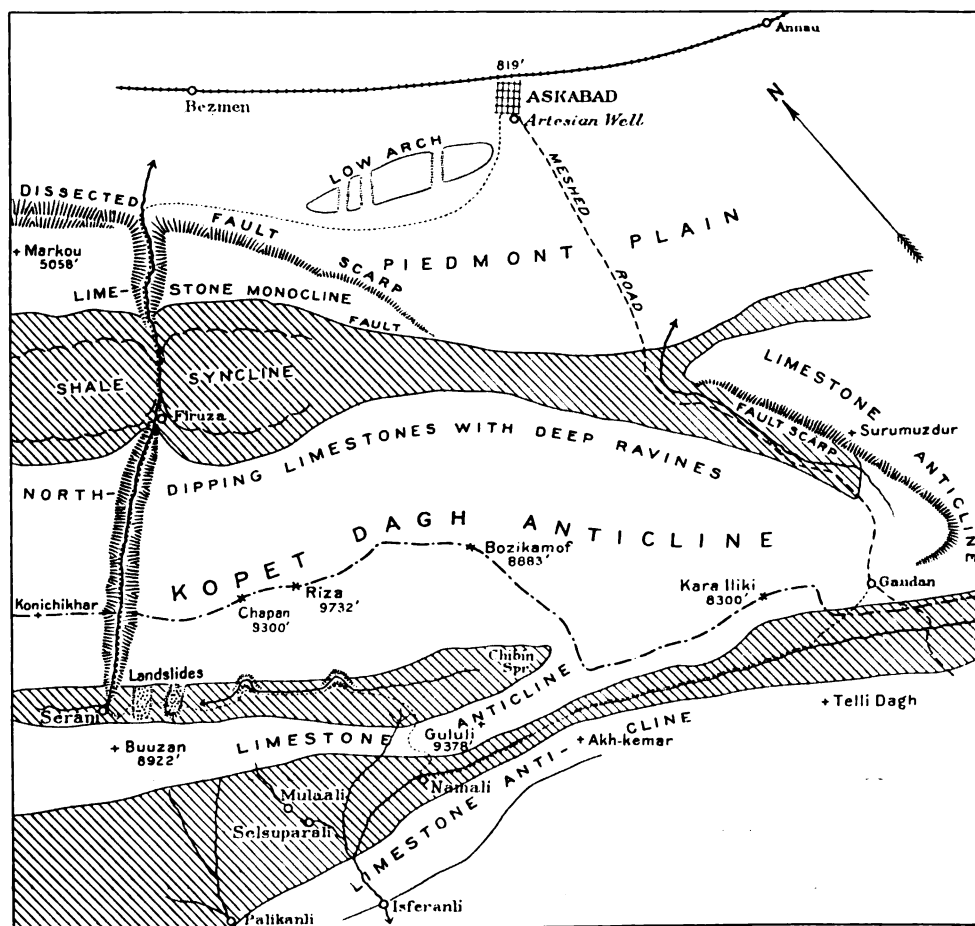 Annau
819'
Bezmen
ASKABAD
Artesian Well
N
LOW ARCH
MESHED ROAD
DISSECTED FAULT SCARP
PIEDMONT PLAIN
+ Markou
5058'
LIMESTONE MONOCLINE
FAULT
LIMESTONE ANTICLINE
SHALE SYNCLINE
Firuza
FAULT SCARP
+ Surumuzdur
NORTH-DIPPING LIMESTONES WITH DEEP RAVINES
KOPET DAGH ANTICLINE
Bozikamof
8883'
Riza
9732'
Kara Iliki
8300'
Gaudan
Konichikhar
Chapan
9300'
Landslides
Chibin
Spr.
Serani
+ Telli Dagh
LIMESTONE ANTICLINE
Gululi
9378'
+ Buuzan
8922'
+ Akh-kemar
Namali
Mulaali
Selsuparali
LIMESTONE ANTI-CLINE
Isferanli
Palikanli